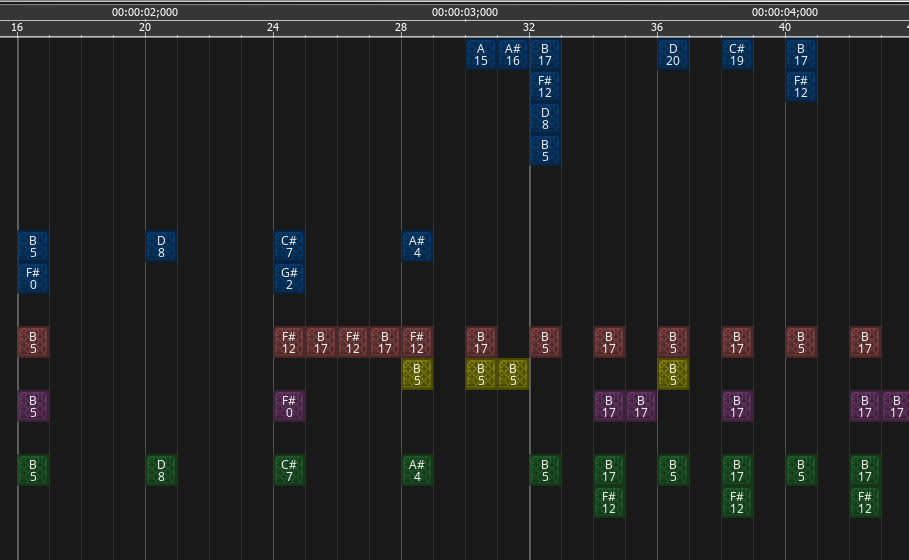 00:00:02;000 00:00:03;000 00:00:04;000
16 20 24 28 32 36 40
A A# B D C# B
15 16 17 20 19 17
F# F#
12 12
D
8
B
5
B D C# A#
5 8 7 4
F# G#
0 2
B F# B F# B F# B B B B B B B
5 12 17 12 17 12 17 5 17 5 17 5 17
B B B B
5 5 5 5
B F# B B B B B
5 0 17 17 17 17 17
B D C# A# B B B B B B
5 8 7 4 5 17 5 17 5 17
F# F# F#
12 12 12